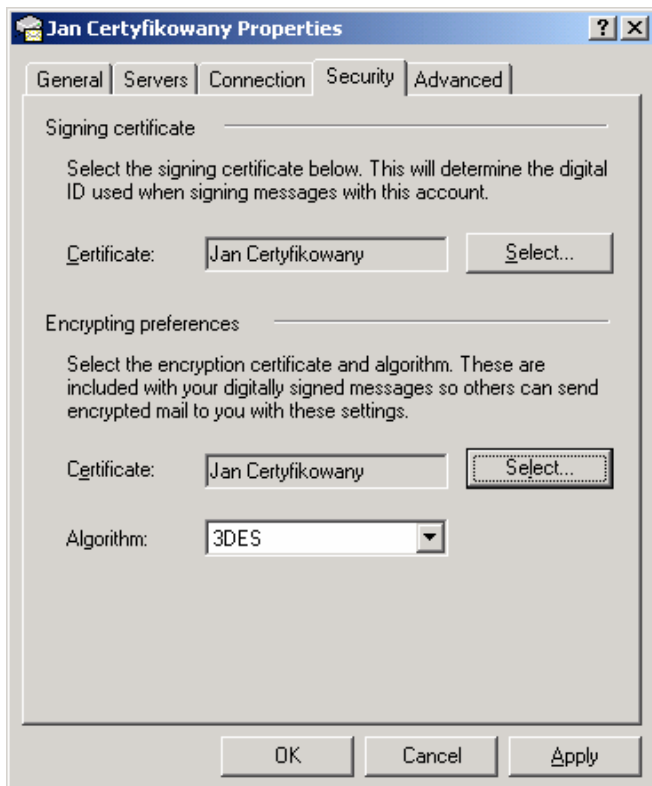 Jan Certyfikowany Properties
General Servers Connection Security Advanced
Signing certificate
Select the signing certificate below. This will determine the digital
ID used when signing messages with this account.
Certificate: Jan Certyfikowany Select...
Encrypting preferences
Select the encryption certificate and algorithm. These are
included with your digitally signed messages so others can send
encrypted mail to you with these settings.
Certificate: Jan Certyfikowany Select...
Algorithm: 3DES
OK Cancel Apply